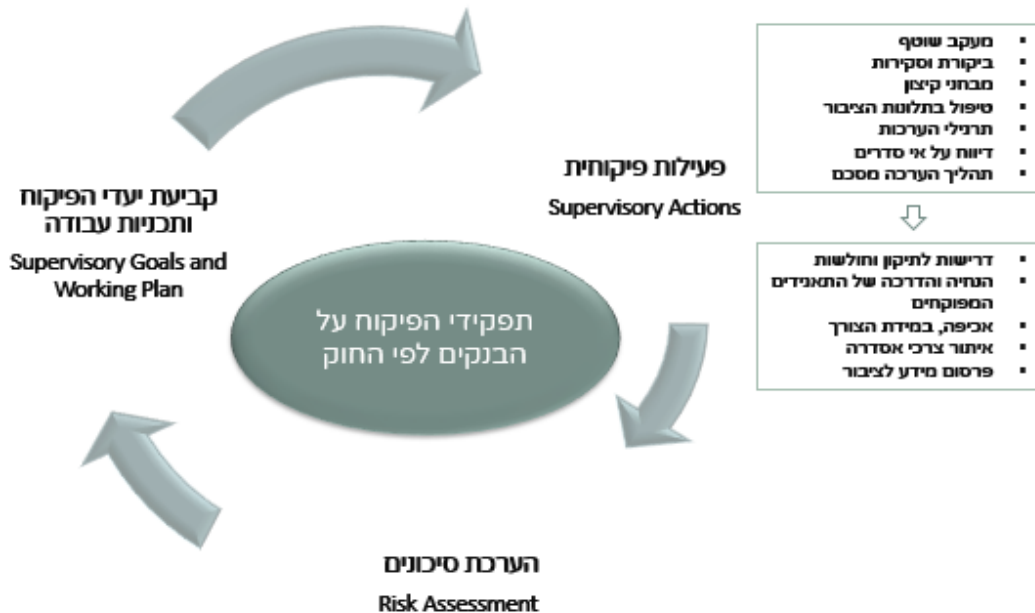 מעקב שוטף
ביקורת וסקירות
מבחני קיצון
טיפול בתלונות הציבור
תרגילי הערכות
דיווח על אי סדרים
תהליך הערכה מסכם
פעילות פיקוחית
Supervisory Actions
קביעת יעדי הפיקוח
ותכניות עבודה
Supervisory Goals and
Working Plan
דרישות לתיקון וחולשות
הנחיה והדרכה של התאגידים
המפוקחים
אכיפה, במידת הצורך
איתור צרכי אסדרה
פרסום מידע לציבור
תפקידי הפיקוח על
הבנקים לפי החוק
הערכת סיכונים
Risk Assessment